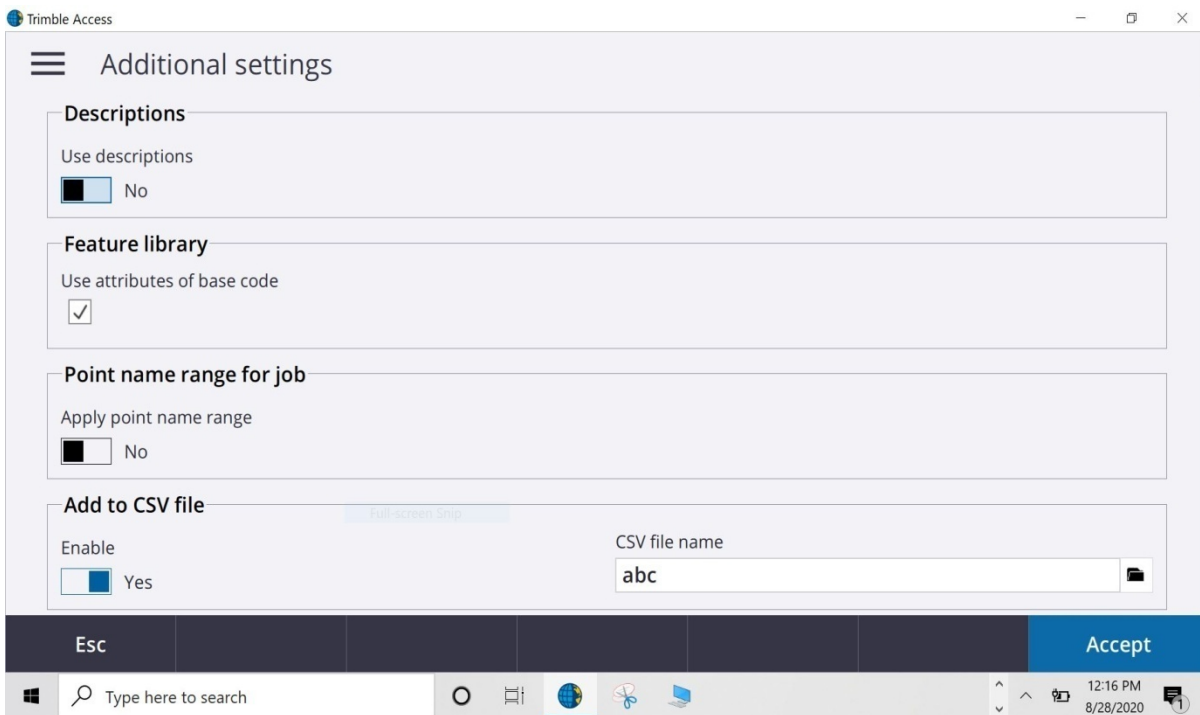 Trimble Access
Additional settings
Descriptions
Use descriptions
No
Feature library
Use attributes of base code
Point name range for job
Apply point name range
No
Add to CSV file
Full-screen Snip
Enable
CSV file name
Yes
abc
Esc
Accept
Type here to search
12:16 PM
8/28/2020
1